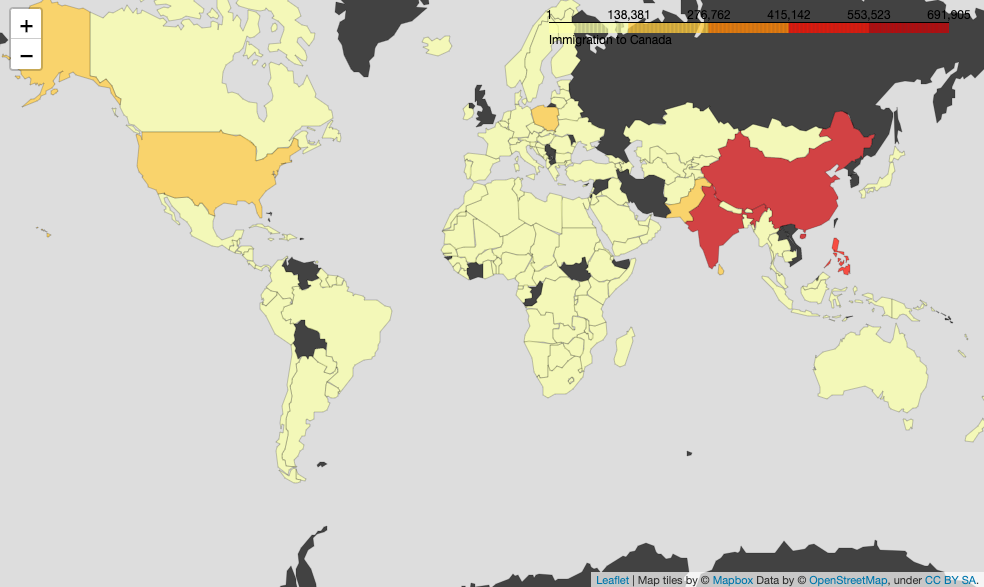 +
−
1 138,381 276,762 415,142 553,523 691,905
Immigration to Canada
Leaflet | Map tiles by © Mapbox Data by © OpenStreetMap, under CC BY SA.